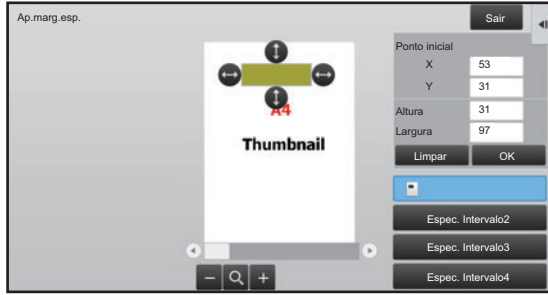 Ap.marg.esp.
Sair
A4
Thumbnail
Ponto inicial
X 53
Y 31
Altura 31
Largura 97
Limpar OK
Espec. Intervalo2
Espec. Intervalo3
Espec. Intervalo4